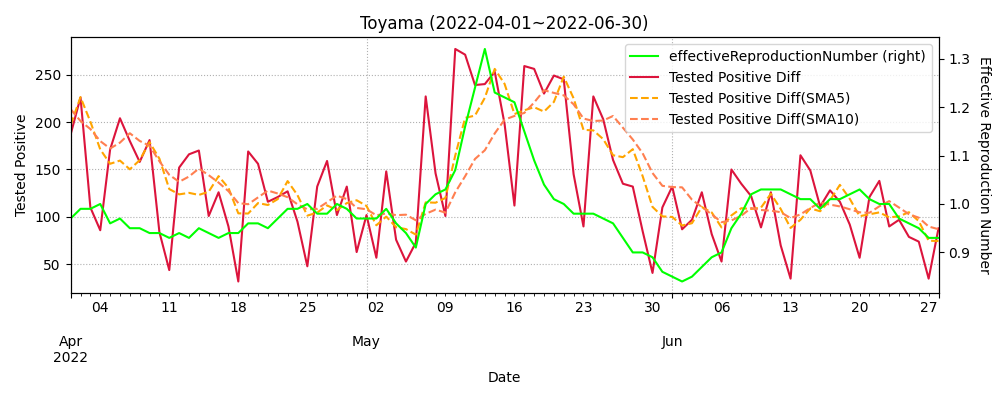 Toyama (2022-04-01~2022-06-30)
effectiveReproductionNumber (right)
Tested Positive Diff
Tested Positive Diff(SMA5)
Tested Positive Diff(SMA10)
Tested Positive
250
200
150
100
50
1.3
1.2
1.1
1.0
0.9
Effective Reproduction Number
04 11 18 25 02 09 16 23 30 06 13 20 27
Apr May Jun
2022
Date